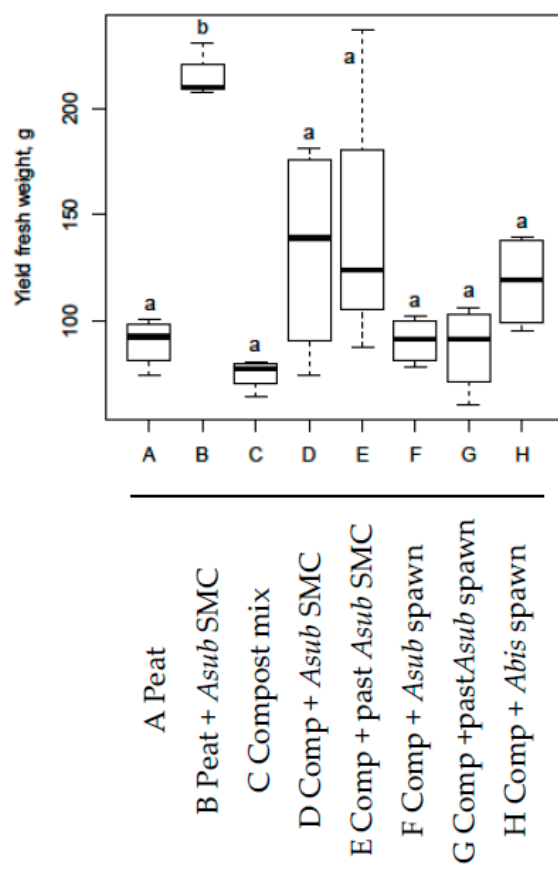 b
a
a
a
a
a
a
a
200
150
100
Yield fresh weight, g
A B C D E F G H
A Peat
B Peat + Asub SMC
C Compost mix
D Comp + Asub SMC
E Comp + past Asub SMC
F Comp + Asub spawn
G Comp +pastAsub spawn
H Comp + Abis spawn